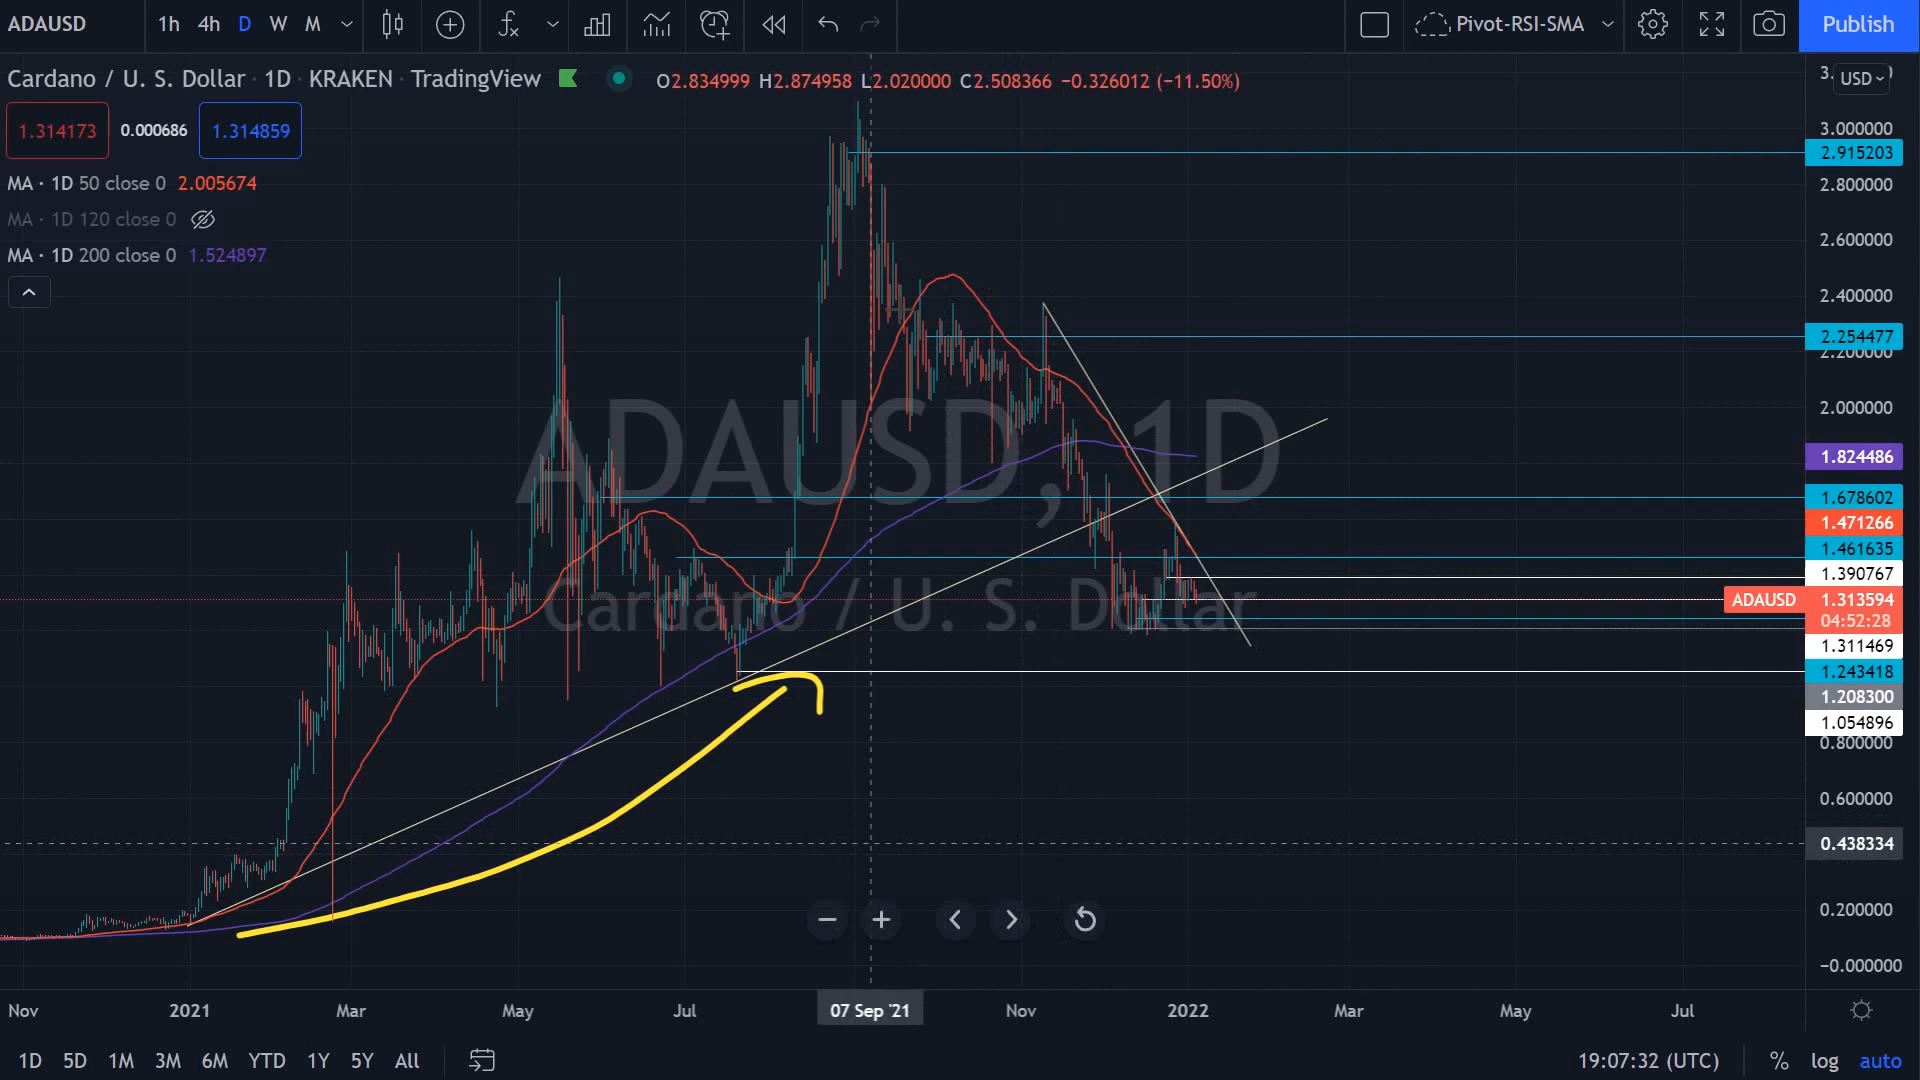 ADAUSD 1h 4h D W M Pivot-RSI-SMA Publish
Cardano / U. S. Dollar · 1D · KRAKEN · TradingView O2.834999 H2.874958 L2.020000 C2.508366 −0.326012 (−11.50%)
USD
1.314173 0.000686 1.314859
MA · 1D 50 close 0 2.005674
MA · 1D 120 close 0
MA · 1D 200 close 0 1.524897
3.000000
2.915203
2.800000
2.600000
2.400000
2.254477
2.200000
2.000000
1.824486
1.678602
1.471266
1.461635
1.390767
ADAUSD 1.313594
04:52:28
1.311469
1.243418
1.208300
1.054896
0.800000
0.600000
0.438334
0.200000
−0.000000
ADAUSD, 1D
Cardano / U. S. Dollar
Nov 2021 Mar May Jul 07 Sep '21 Nov 2022 Mar May Jul
1D 5D 1M 3M 6M YTD 1Y 5Y All 19:07:32 (UTC) % log auto